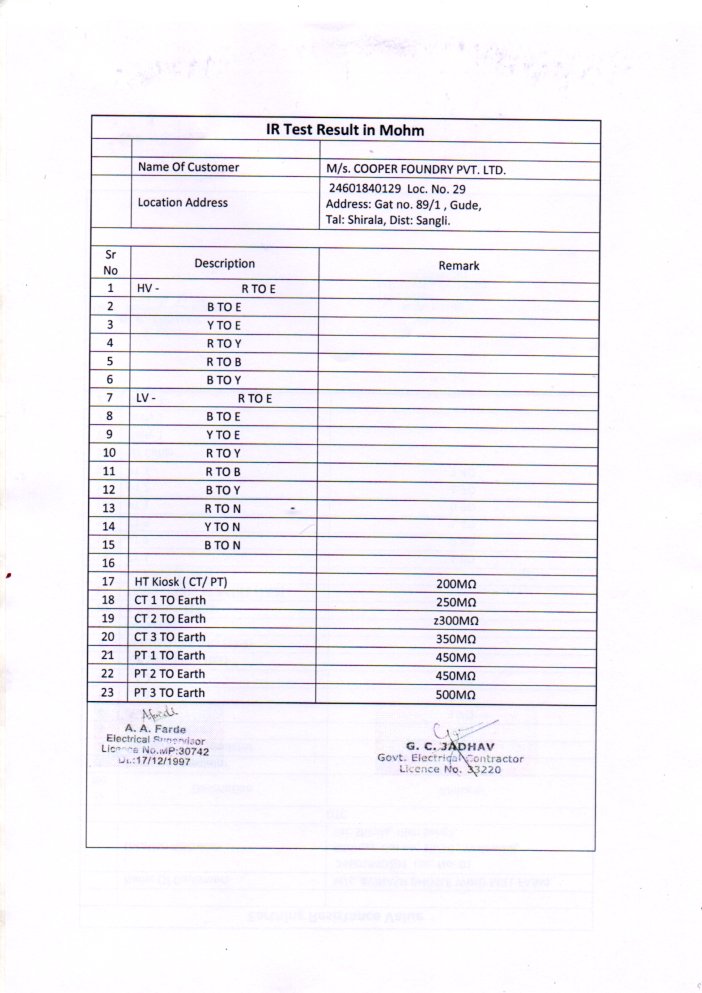 IR Test Result in Mohm
Name Of Customer M/s. COOPER FOUNDRY PVT. LTD.
Location Address
24601840129 Loc. No. 29
Address: Gat no. 89/1 , Gude,
Tal: Shirala, Dist: Sangli.
Sr No Description Remark
1 HV - R TO E
2 B TO E
3 Y TO E
4 R TO Y
5 R TO B
6 B TO Y
7 LV - R TO E
8 B TO E
9 Y TO E
10 R TO Y
11 R TO B
12 B TO Y
13 R TO N -
14 Y TO N
15 B TO N
16
17 HT Kiosk ( CT/ PT) 200MΩ
18 CT 1 TO Earth 250MΩ
19 CT 2 TO Earth z300MΩ
20 CT 3 TO Earth 350MΩ
21 PT 1 TO Earth 450MΩ
22 PT 2 TO Earth 450MΩ
23 PT 3 TO Earth 500MΩ
A. A. Farde
Electrical Supervisor
Licence No.MP:30742
Dt.:17/12/1997
G. C. JADHAV
Govt. Electrical Contractor
Licence No. 33220